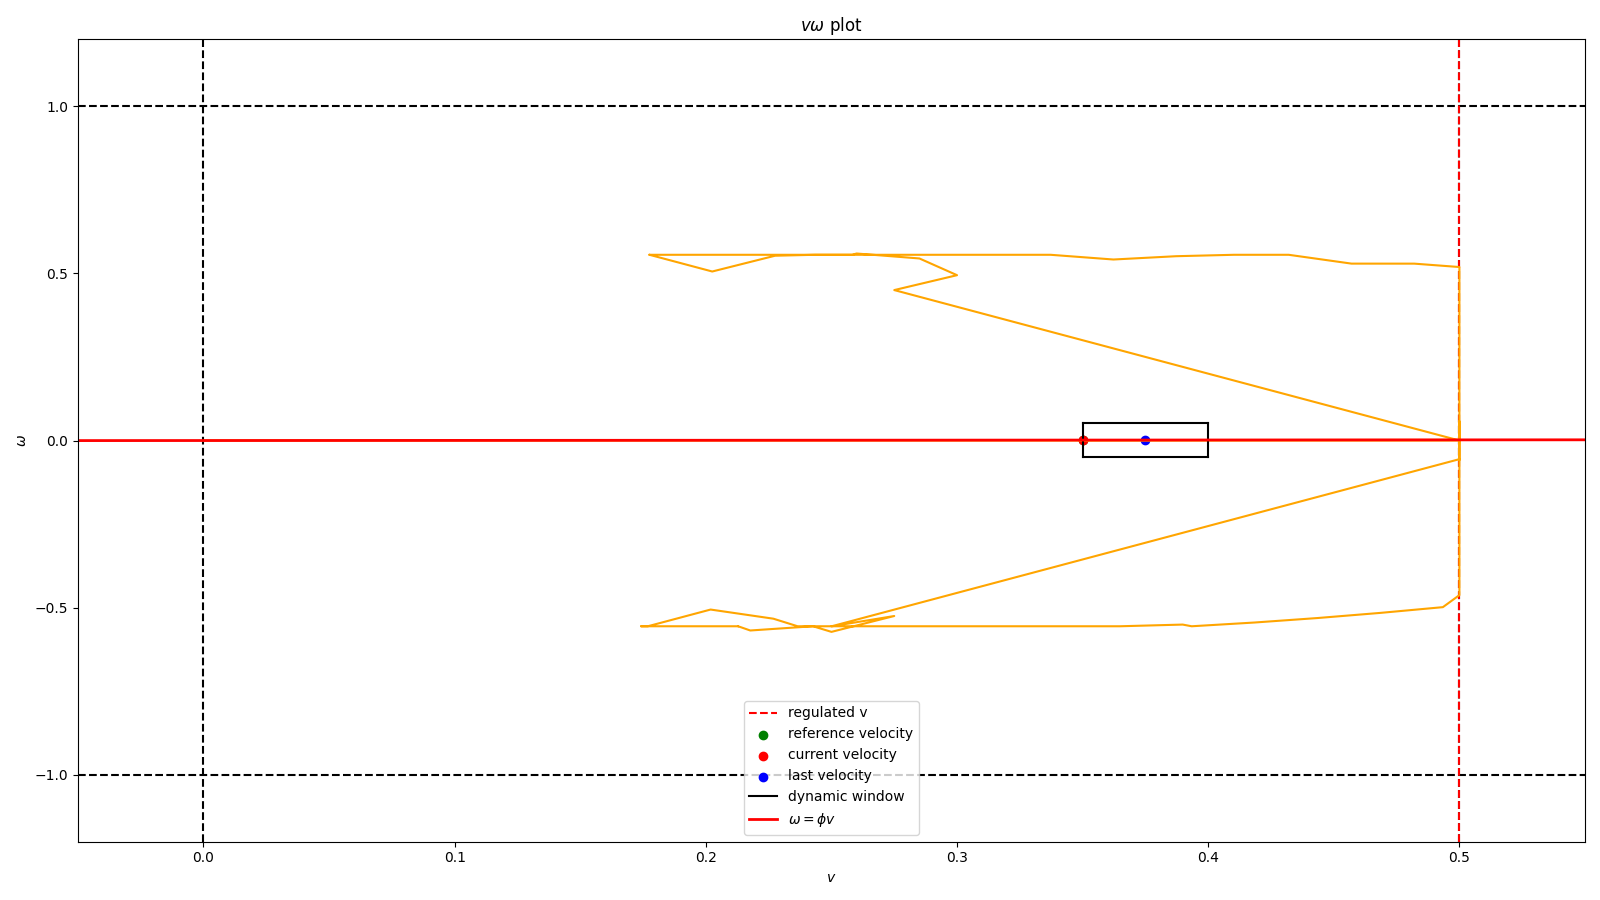 vω plot
1.0
0.5
0.0
−0.5
−1.0
ω
regulated v
reference velocity
current velocity
last velocity
dynamic window
ω = ϕv
0.0 0.1 0.2 0.3 0.4 0.5
v